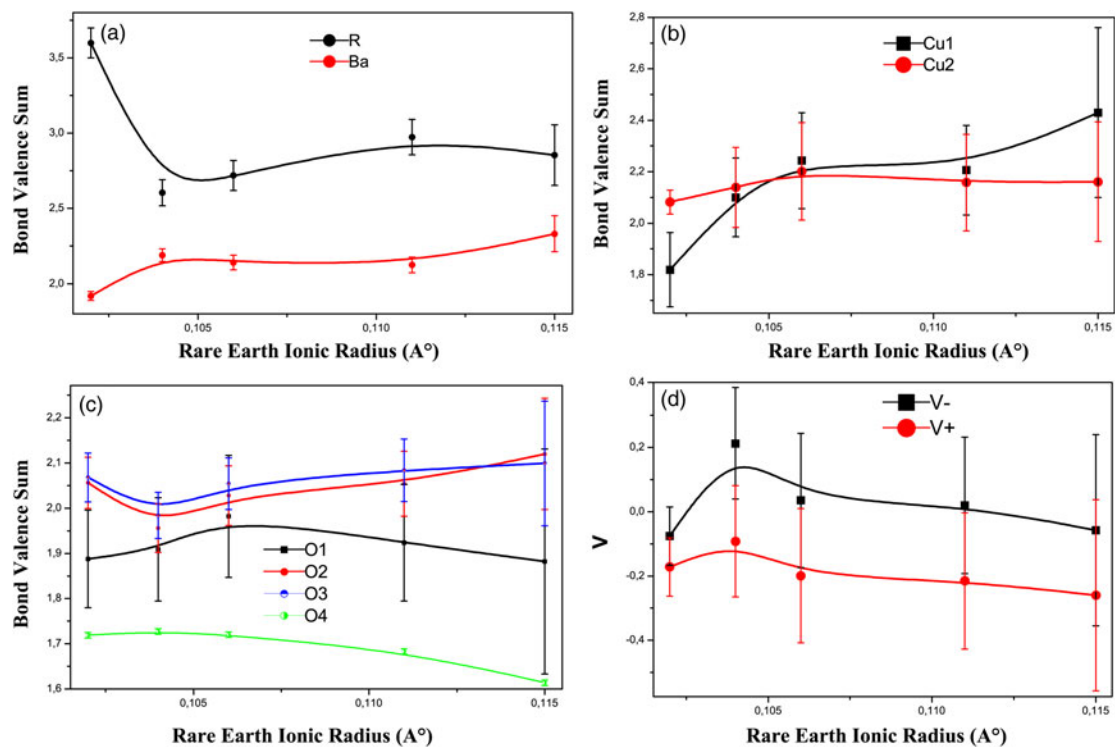 (a)
R
Ba
3,5
3,0
2,5
2,0
Bond Valence Sum
0,105
0,110
0,115
Rare Earth Ionic Radius (A°)
(b)
Cu1
Cu2
2,8
2,6
2,4
2,2
2,0
1,8
Bond Valence Sum
0,105
0,110
0,115
Rare Earth Ionic Radius (A°)
(c)
2,2
2,1
2,0
1,9
1,8
1,7
1,6
Bond Valence Sum
O1
O2
O3
O4
0,105
0,110
0,115
Rare Earth Ionic Radius (A°)
(d)
V-
V+
0,4
0,2
0,0
-0,2
-0,4
V
0,105
0,110
0,115
Rare Earth Ionic Radius (A°)